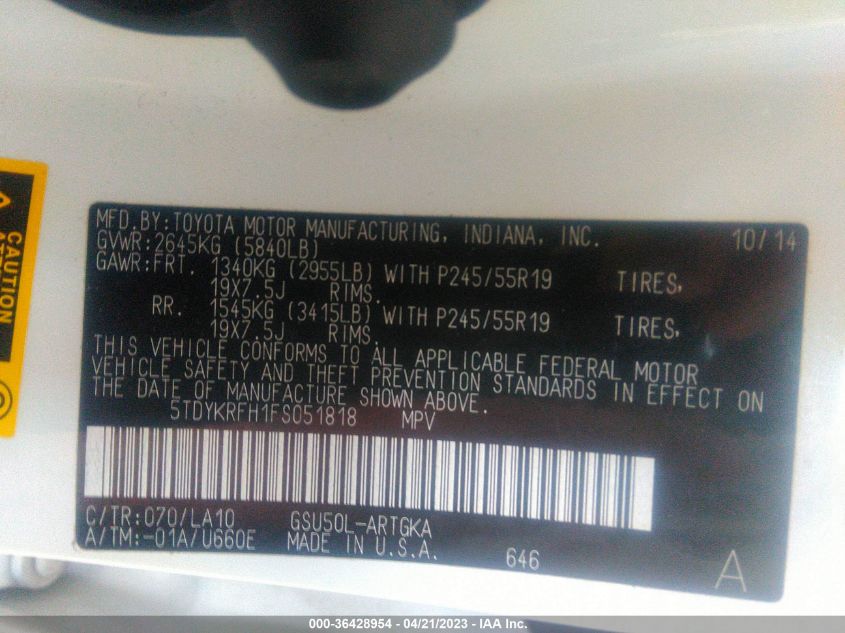 MFD.BY:TOYOTA MOTOR MANUFACTURING, INDIANA, INC. 10/14
GVWR:2645KG (5840LB)
GAWR:FRT. 1340KG (2955LB) WITH P245/55R19 TIRES,
19X7.5J RIMS.
RR. 1545KG (3415LB) WITH P245/55R19 TIRES,
19X7.5J RIMS.
THIS VEHICLE CONFORMS TO ALL APPLICABLE FEDERAL MOTOR
VEHICLE SAFETY AND THEFT PREVENTION STANDARDS IN EFFECT ON
THE DATE OF MANUFACTURE SHOWN ABOVE.
5TDYKRFH1FS051818 MPV
C/TR:070/LA10 GSU50L-ARTGKA
A/TM:-01A/U660E MADE IN U.S.A. 646
A
CAUTION
000-36428954 - 04/21/2023 - IAA Inc.